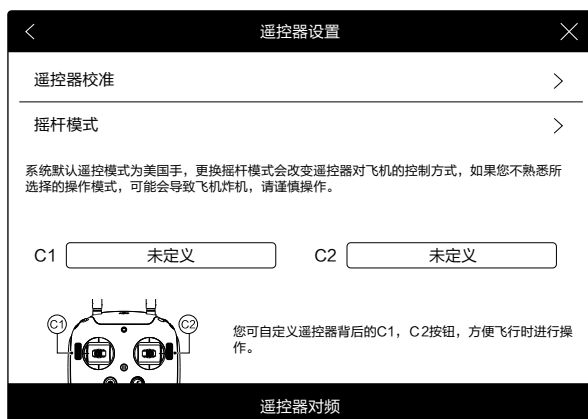 遥控器设置
遥控器校准
摇杆模式
系统默认遥控模式为美国手，更换摇杆模式会改变遥控器对飞机的控制方式，如果您不熟悉所
选择的操作模式，可能会导致飞机炸机，请谨慎操作。
C1 未定义 C2 未定义
C1 C2
您可自定义遥控器背后的C1，C2按钮，方便飞行时进行操
作。
遥控器对频